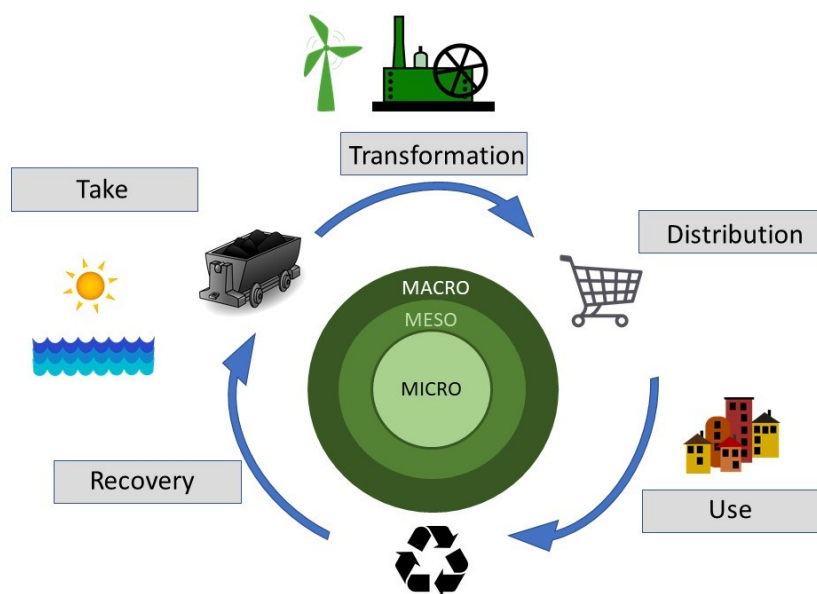 Transformation
Take
Distribution
MACRO
MESO
MICRO
Recovery
Use